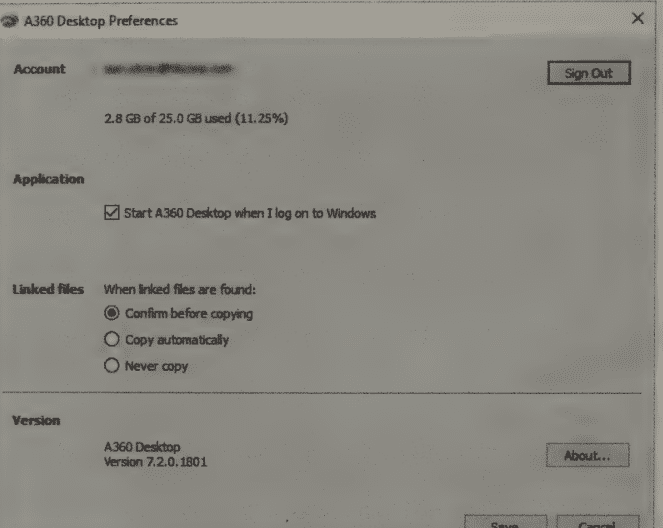 A360 Desktop Preferences
Account
Sign Out
2.8 GB of 25.0 GB used (11.25%)
Application
Start A360 Desktop when I log on to Windows
Linked files When linked files are found:
Confirm before copying
Copy automatically
Never copy
Version
A360 Desktop
Version 7.2.0.1801
About...
Save Cancel